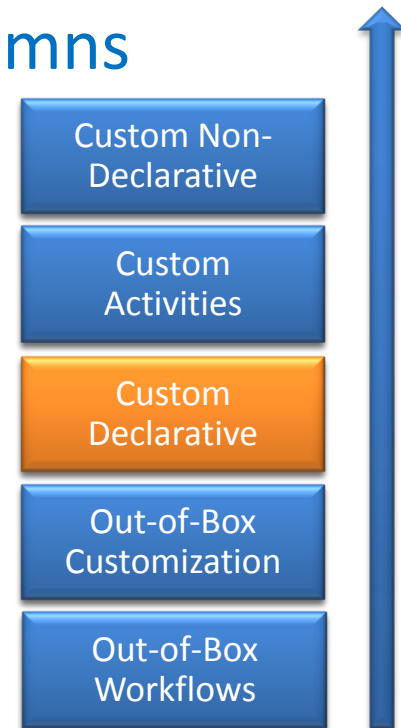 mns
Custom Non-
Declarative
Custom
Activities
Custom
Declarative
Out-of-Box
Customization
Out-of-Box
Workflows